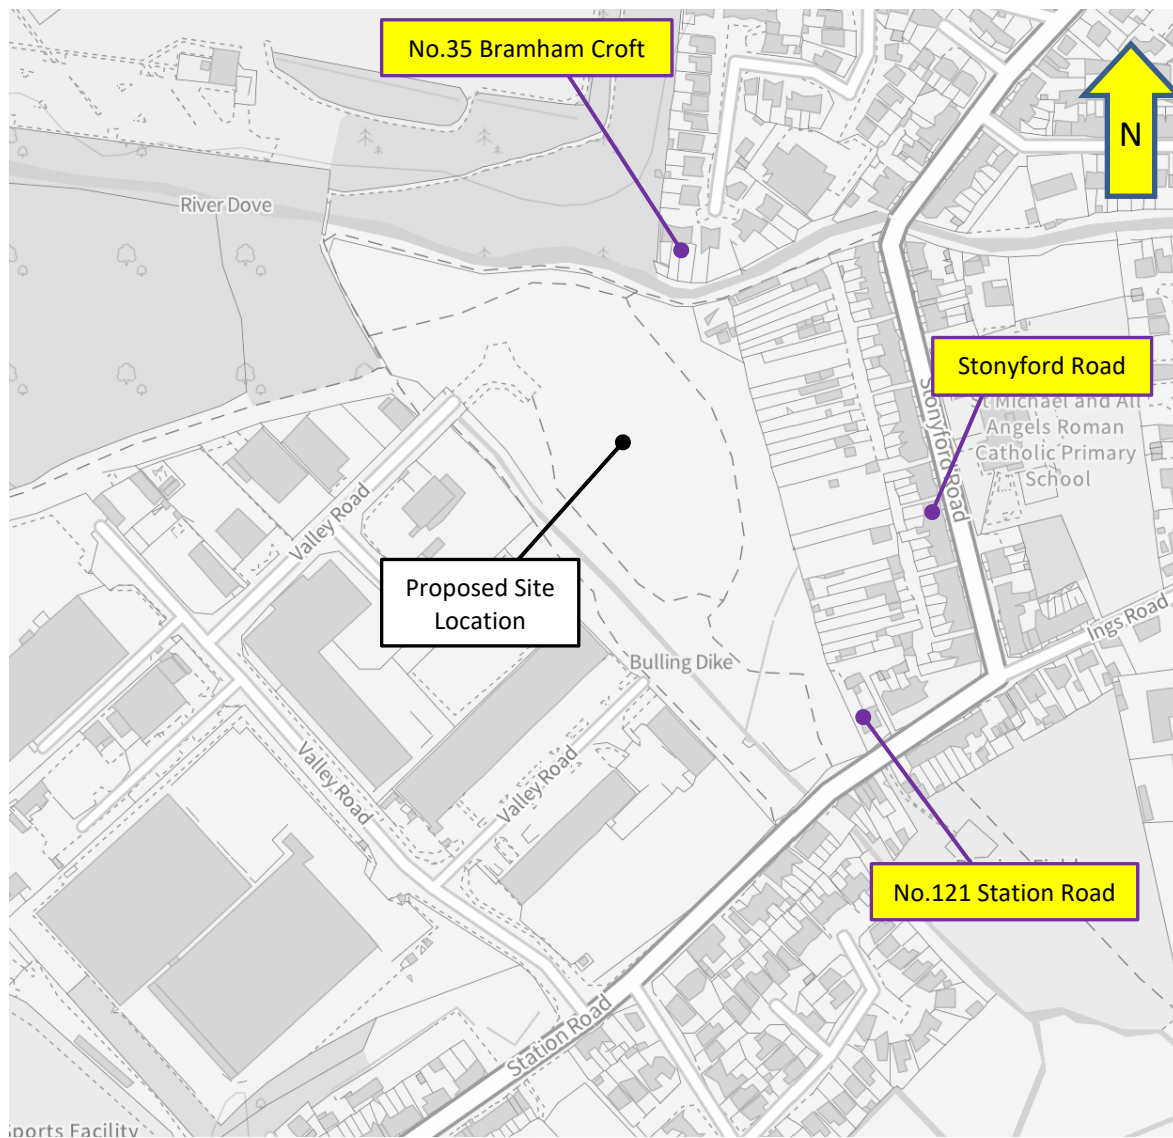 No.35 Bramham Croft
N
River Dove
Stonyford Road
Stonyford Road
St Michael and All
Angels Roman
Catholic Primary
School
Valley Road
Proposed Site
Location
Ings Road
Bulling Dike
Valley Road
Valley Road
No.121 Station Road
Station Road
Sports Facility